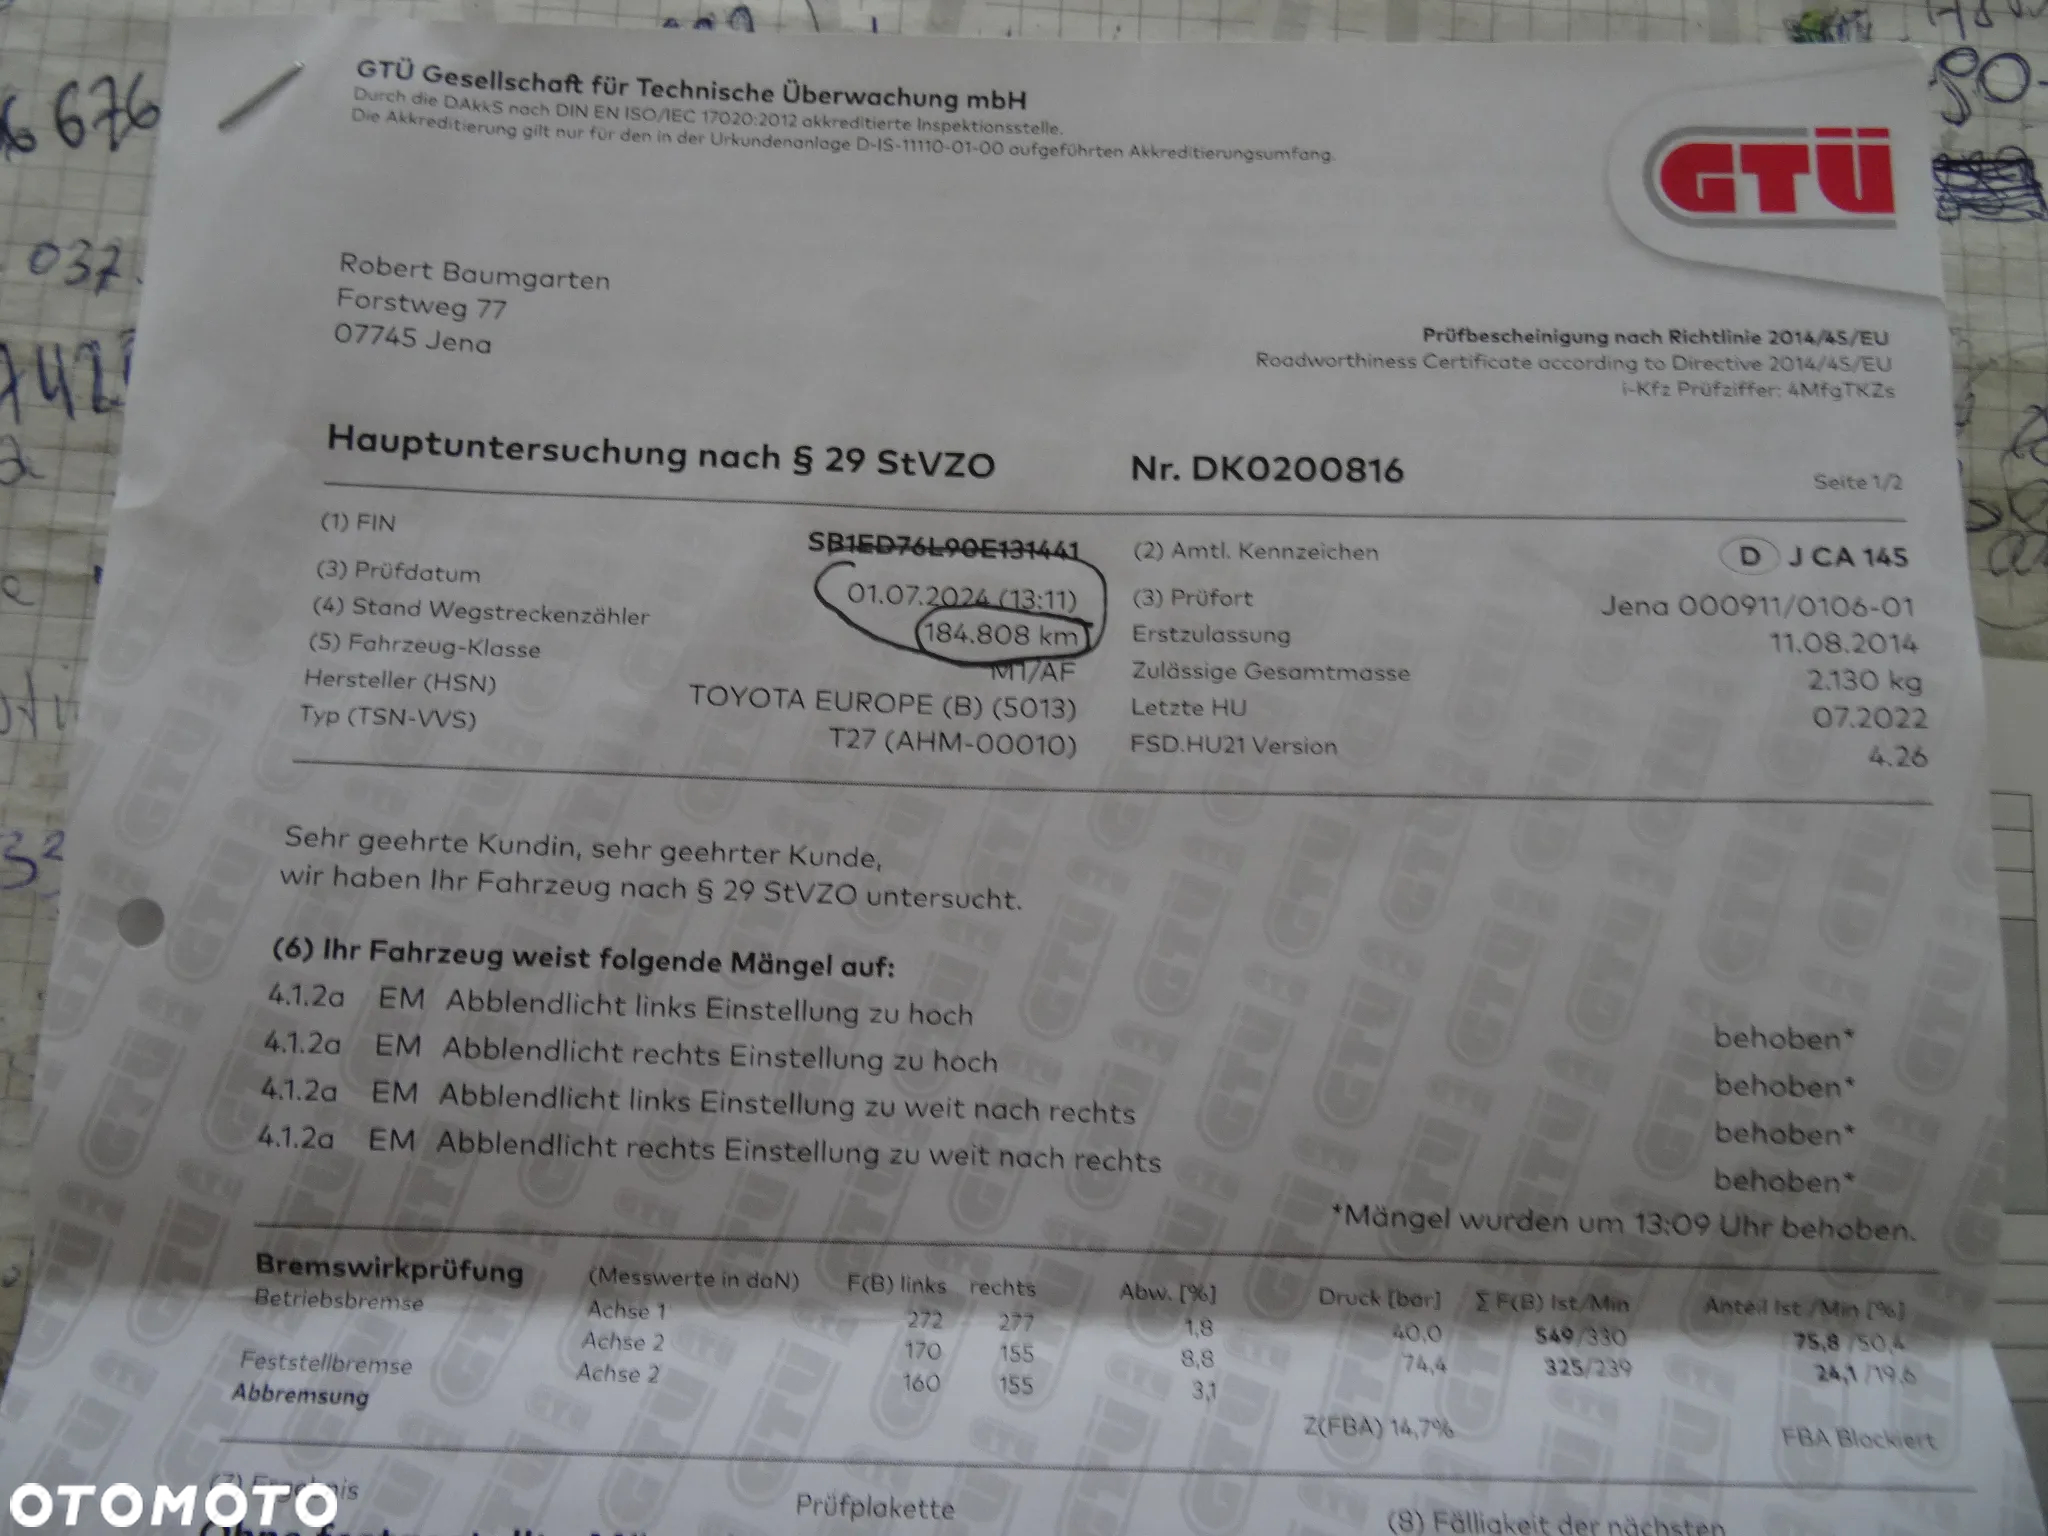 GTÜ Gesellschaft für Technische Überwachung mbH
Durch die DAkkS nach DIN EN ISO/IEC 17020:2012 akkreditierte Inspektionsstelle.
Die Akkreditierung gilt nur für den in der Urkundenanlage D-IS-11110-01-00 aufgeführten Akkreditierungsumfang.
GTÜ
676
037.
Robert Baumgarten
Forstweg 77
07745 Jena
Prüfbescheinigung nach Richtlinie 2014/45/EU
Roadworthiness Certificate according to Directive 2014/45/EU
i-Kfz Prüfziffer: 4MfgTKZs
Hauptuntersuchung nach § 29 StVZO Nr. DK0200816 Seite 1/2
(1) FIN SB1ED76L90E131441 (2) Amtl. Kennzeichen D J CA 145
(3) Prüfdatum 01.07.2024 (13:11) (3) Prüfort Jena 000911/0106-01
(4) Stand Wegstreckenzähler 184.808 km Erstzulassung 11.08.2014
(5) Fahrzeug-Klasse M1/AF Zulässige Gesamtmasse 2.130 kg
Hersteller (HSN) TOYOTA EUROPE (B) (5013) Letzte HU 07.2022
Typ (TSN-VVS) T27 (AHM-00010) FSD.HU21 Version 4.26
Sehr geehrte Kundin, sehr geehrter Kunde,
wir haben Ihr Fahrzeug nach § 29 StVZO untersucht.
(6) Ihr Fahrzeug weist folgende Mängel auf:
4.1.2a EM Abblendlicht links Einstellung zu hoch behoben*
4.1.2a EM Abblendlicht rechts Einstellung zu hoch behoben*
4.1.2a EM Abblendlicht links Einstellung zu weit nach rechts behoben*
4.1.2a EM Abblendlicht rechts Einstellung zu weit nach rechts behoben*
*Mängel wurden um 13:09 Uhr behoben.
Bremswirkprüfung (Messwerte in daN) F(B) links rechts Abw. [%] Druck [bar] Σ F(B) Ist/Min Anteil Ist /Min [%]
Betriebsbremse Achse 1 272 277 1,8 40,0 549/330 75,8 /50,4
Achse 2 170 155 8,8 74,4 325/239 24,1 /19,6
Feststellbremse Achse 2 160 155 3,1
Abbremsung Z(FBA) 14,7% FBA Blockiert
(7) Ergebnis Prüfplakette (8) Fälligkeit der nächsten
OTOMOTO